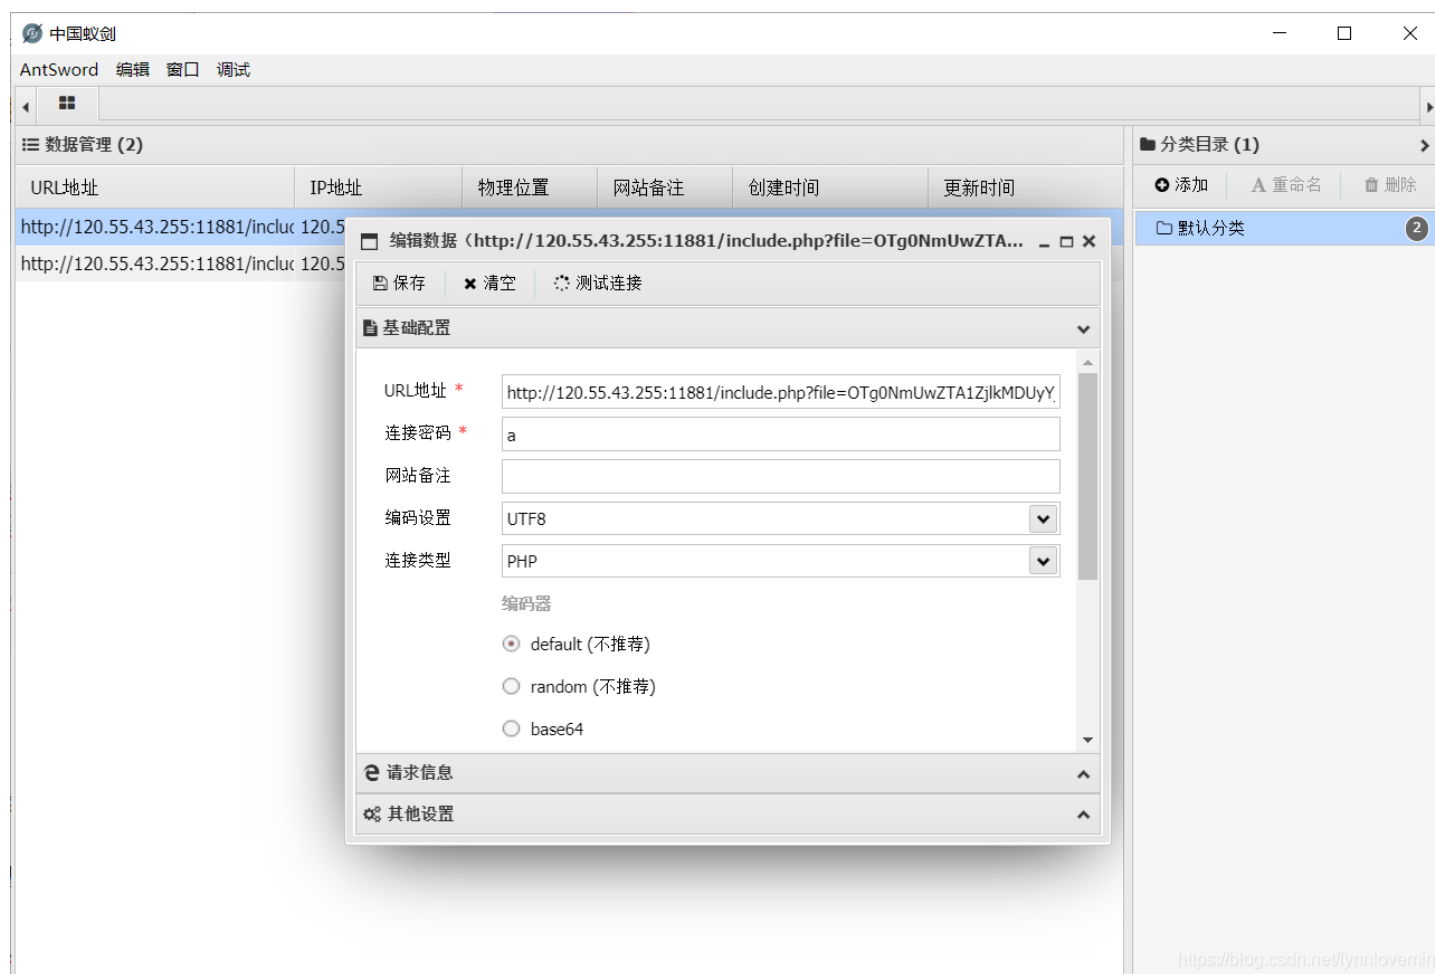 中国蚁剑
AntSword 编辑 窗口 调试
数据管理 (2)
分类目录 (1)
URL地址 IP地址 物理位置 网站备注 创建时间 更新时间
添加 重命名 删除
http://120.55.43.255:11881/includ 120.5
http://120.55.43.255:11881/includ 120.5
默认分类 2
编辑数据 (http://120.55.43.255:11881/include.php?file=OTg0NmUwZTA...
保存 清空 测试连接
基础配置
URL地址 * http://120.55.43.255:11881/include.php?file=OTg0NmUwZTA1ZjlkMDUyY
连接密码 * a
网站备注
编码设置 UTF8
连接类型 PHP
编码器
default (不推荐)
random (不推荐)
base64
请求信息
其他设置
https://blog.csdn.net/lynnlovemin